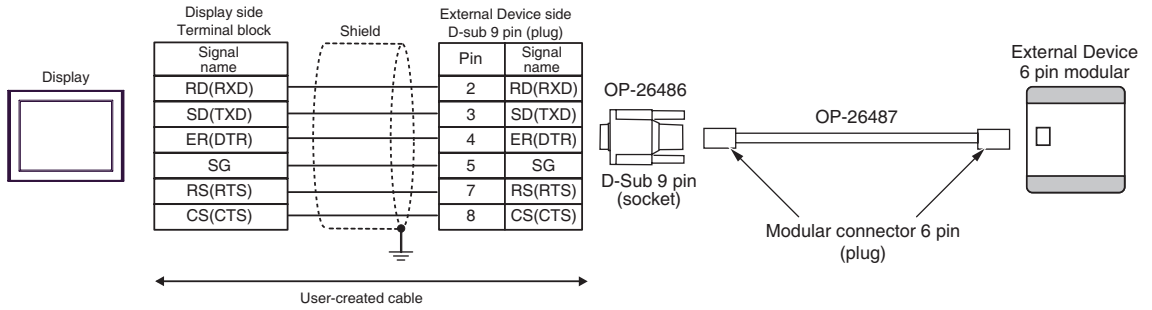 Display
Display side
Terminal block
Signal
name
RD(RXD)
SD(TXD)
ER(DTR)
SG
RS(RTS)
CS(CTS)
Shield
External Device side
D-sub 9 pin (plug)
Pin
Signal
name
2 RD(RXD)
3 SD(TXD)
4 ER(DTR)
5 SG
7 RS(RTS)
8 CS(CTS)
User-created cable
OP-26486
D-Sub 9 pin
(socket)
OP-26487
Modular connector 6 pin
(plug)
External Device
6 pin modular